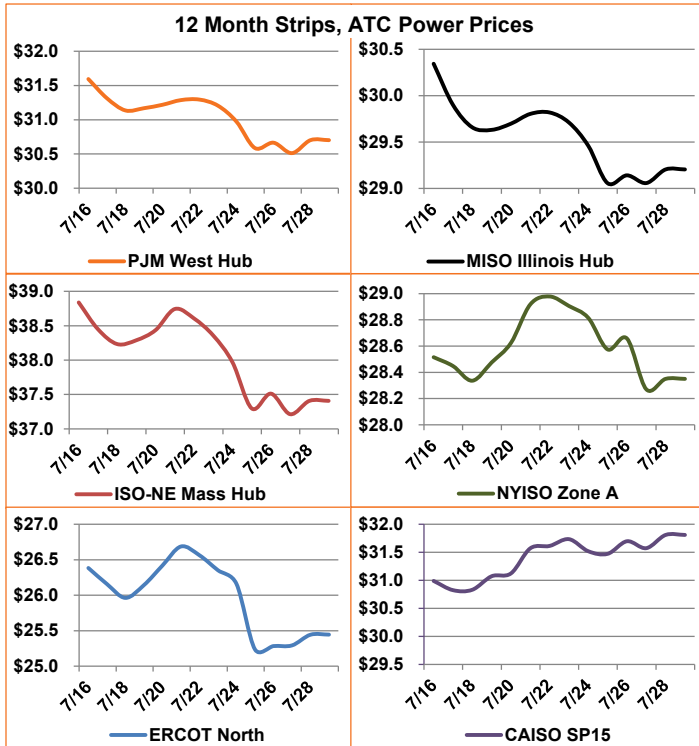 12 Month Strips, ATC Power Prices
$32.0
$31.5
$31.0
$30.5
$30.0
7/16 7/18 7/20 7/22 7/24 7/26 7/28
PJM West Hub
$30.5
$30.0
$29.5
$29.0
7/16 7/18 7/20 7/22 7/24 7/26 7/28
MISO Illinois Hub
$39.0
$38.5
$38.0
$37.5
$37.0
7/16 7/18 7/20 7/22 7/24 7/26 7/28
ISO-NE Mass Hub
$29.0
$28.8
$28.6
$28.4
$28.2
$28.0
7/16 7/18 7/20 7/22 7/24 7/26 7/28
NYISO Zone A
$27.0
$26.5
$26.0
$25.5
$25.0
7/16 7/18 7/20 7/22 7/24 7/26 7/28
ERCOT North
$32.0
$31.5
$31.0
$30.5
$30.0
$29.5
7/16 7/18 7/20 7/22 7/24 7/26 7/28
CAISO SP15